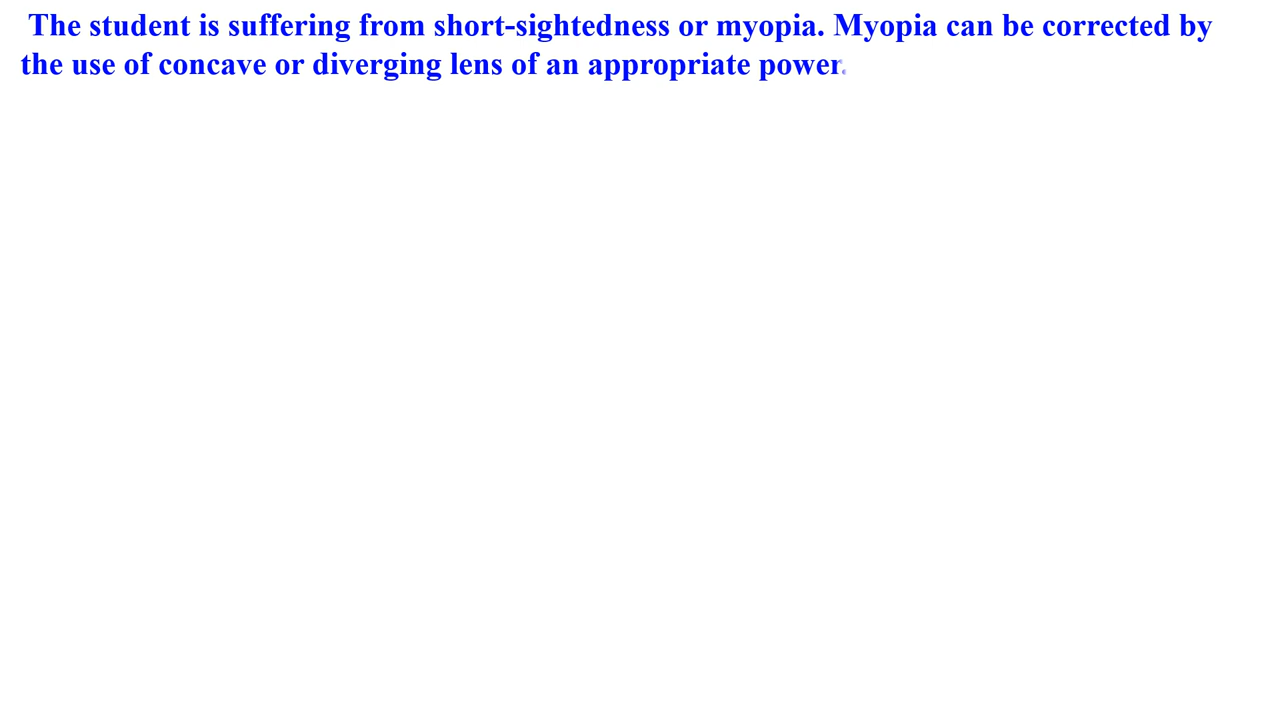 The student is suffering from short-sightedness or myopia. Myopia can be corrected by
the use of concave or diverging lens of an appropriate power.